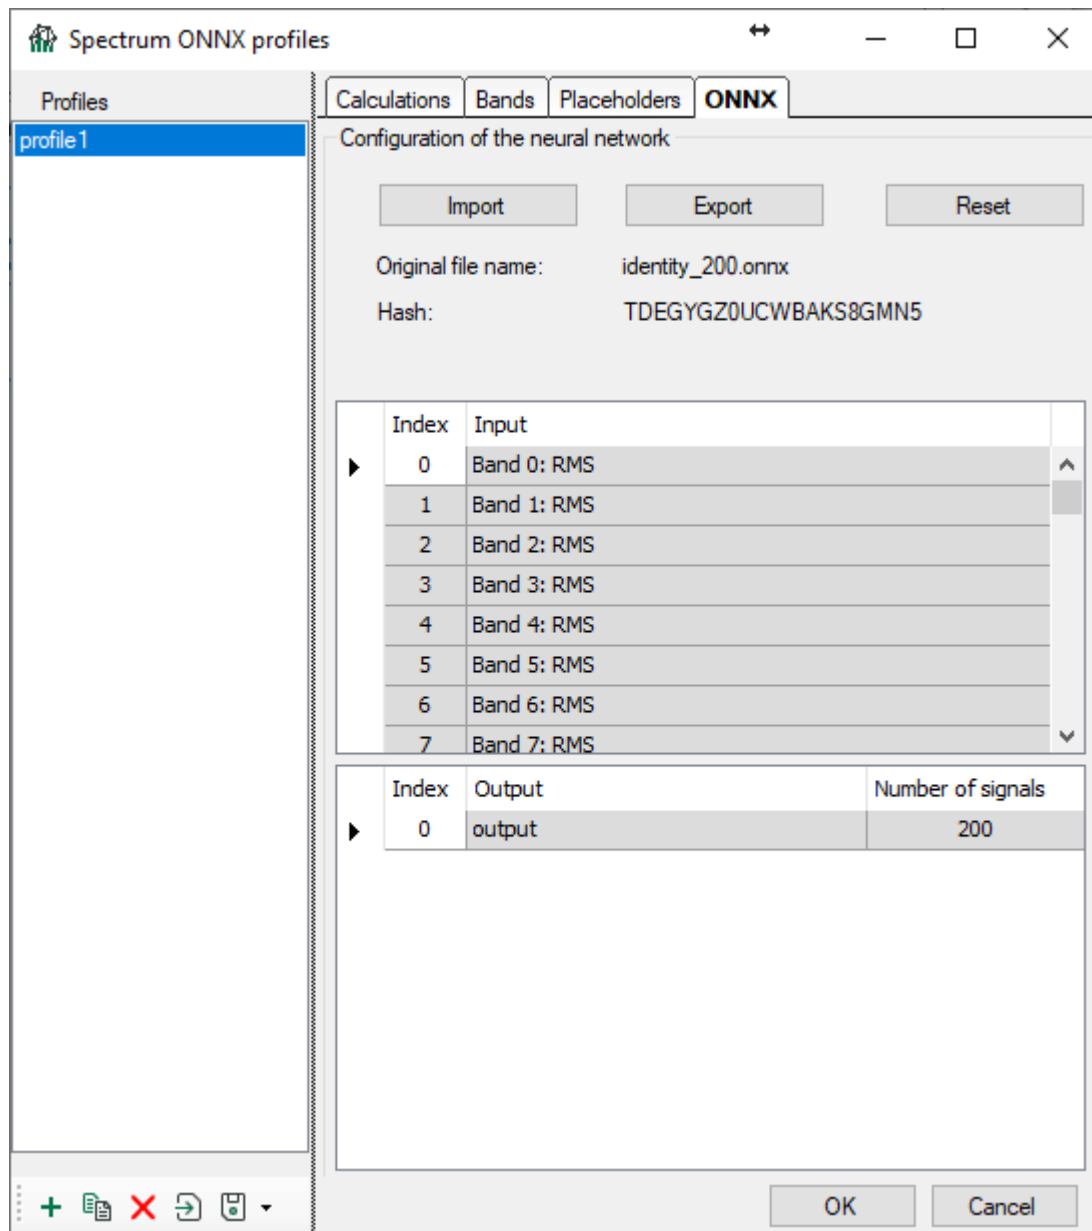 Spectrum ONNX profiles
Profiles
profile1
Calculations Bands Placeholders ONNX
Configuration of the neural network
Import Export Reset
Original file name: identity_200.onnx
Hash: TDEGYGZ0UCWBAKS8GMN5
Index Input
0 Band 0: RMS
1 Band 1: RMS
2 Band 2: RMS
3 Band 3: RMS
4 Band 4: RMS
5 Band 5: RMS
6 Band 6: RMS
7 Band 7: RMS
Index Output Number of signals
0 output 200
OK Cancel